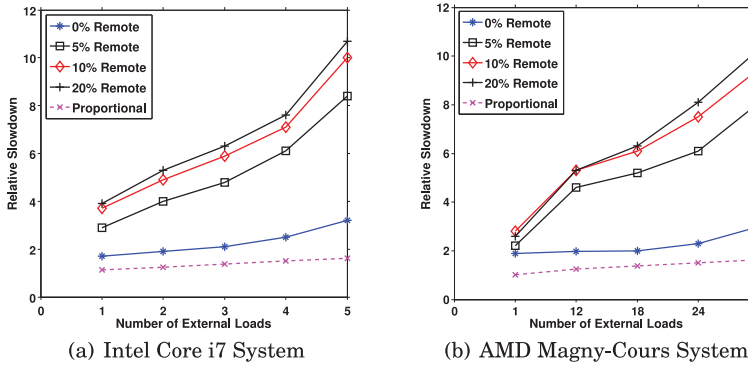 12
10
8
6
4
2
0
Relative Slowdown
0% Remote
5% Remote
10% Remote
20% Remote
Proportional
0 1 2 3 4 5
Number of External Loads
(a) Intel Core i7 System
12
10
8
6
4
2
0
Relative Slowdown
0% Remote
5% Remote
10% Remote
20% Remote
Proportional
0 1 12 18 24
Number of External Loads
(b) AMD Magny-Cours System